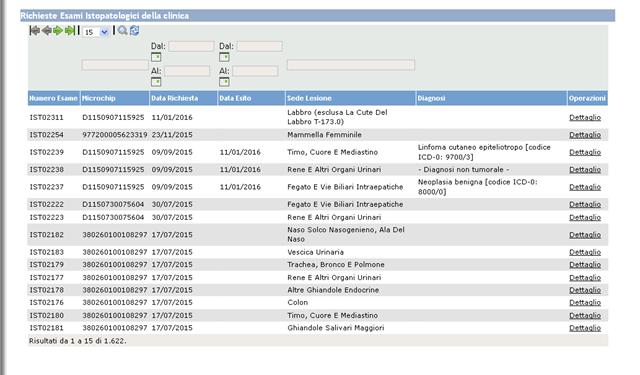 Richieste Esami Istopatologici della clinica
15
Dal: Dal:
Al: Al:
Numero Esame Microchip Data Richiesta Data Esito Sede Lesione Diagnosi Operazioni
IST02311 D1150907115925 11/01/2016 Labbro (esclusa La Cute Del Labbro T-173.0) Dettaglio
IST02254 977200005623319 23/11/2015 Mammella Femminile Dettaglio
IST02239 D1150907115925 09/09/2015 11/01/2016 Timo, Cuore E Mediastino Linfoma cutaneo epiteliotropo [codice ICD-0: 9700/3] Dettaglio
IST02238 D1150907115925 09/09/2015 11/01/2016 Rene E Altri Organi Urinari - Diagnosi non tumorale - Dettaglio
IST02237 D1150907115925 09/09/2015 11/01/2016 Fegato E Vie Biliari Intraepatiche Neoplasia benigna [codice ICD-0: 8000/0] Dettaglio
IST02222 D1150730075604 30/07/2015 Fegato E Vie Biliari Intraepatiche Dettaglio
IST02223 D1150730075604 30/07/2015 Rene E Altri Organi Urinari Dettaglio
IST02182 380260100108297 17/07/2015 Naso Solco Nasogenieno, Ala Del Naso Dettaglio
IST02183 380260100108297 17/07/2015 Vescica Urinaria Dettaglio
IST02179 380260100108297 17/07/2015 Trachea, Bronco E Polmone Dettaglio
IST02177 380260100108297 17/07/2015 Rene E Altri Organi Urinari Dettaglio
IST02178 380260100108297 17/07/2015 Altre Ghiandole Endocrine Dettaglio
IST02176 380260100108297 17/07/2015 Colon Dettaglio
IST02180 380260100108297 17/07/2015 Timo, Cuore E Mediastino Dettaglio
IST02181 380260100108297 17/07/2015 Ghiandole Salivari Maggiori Dettaglio
Risultati da 1 a 15 di 1.622.